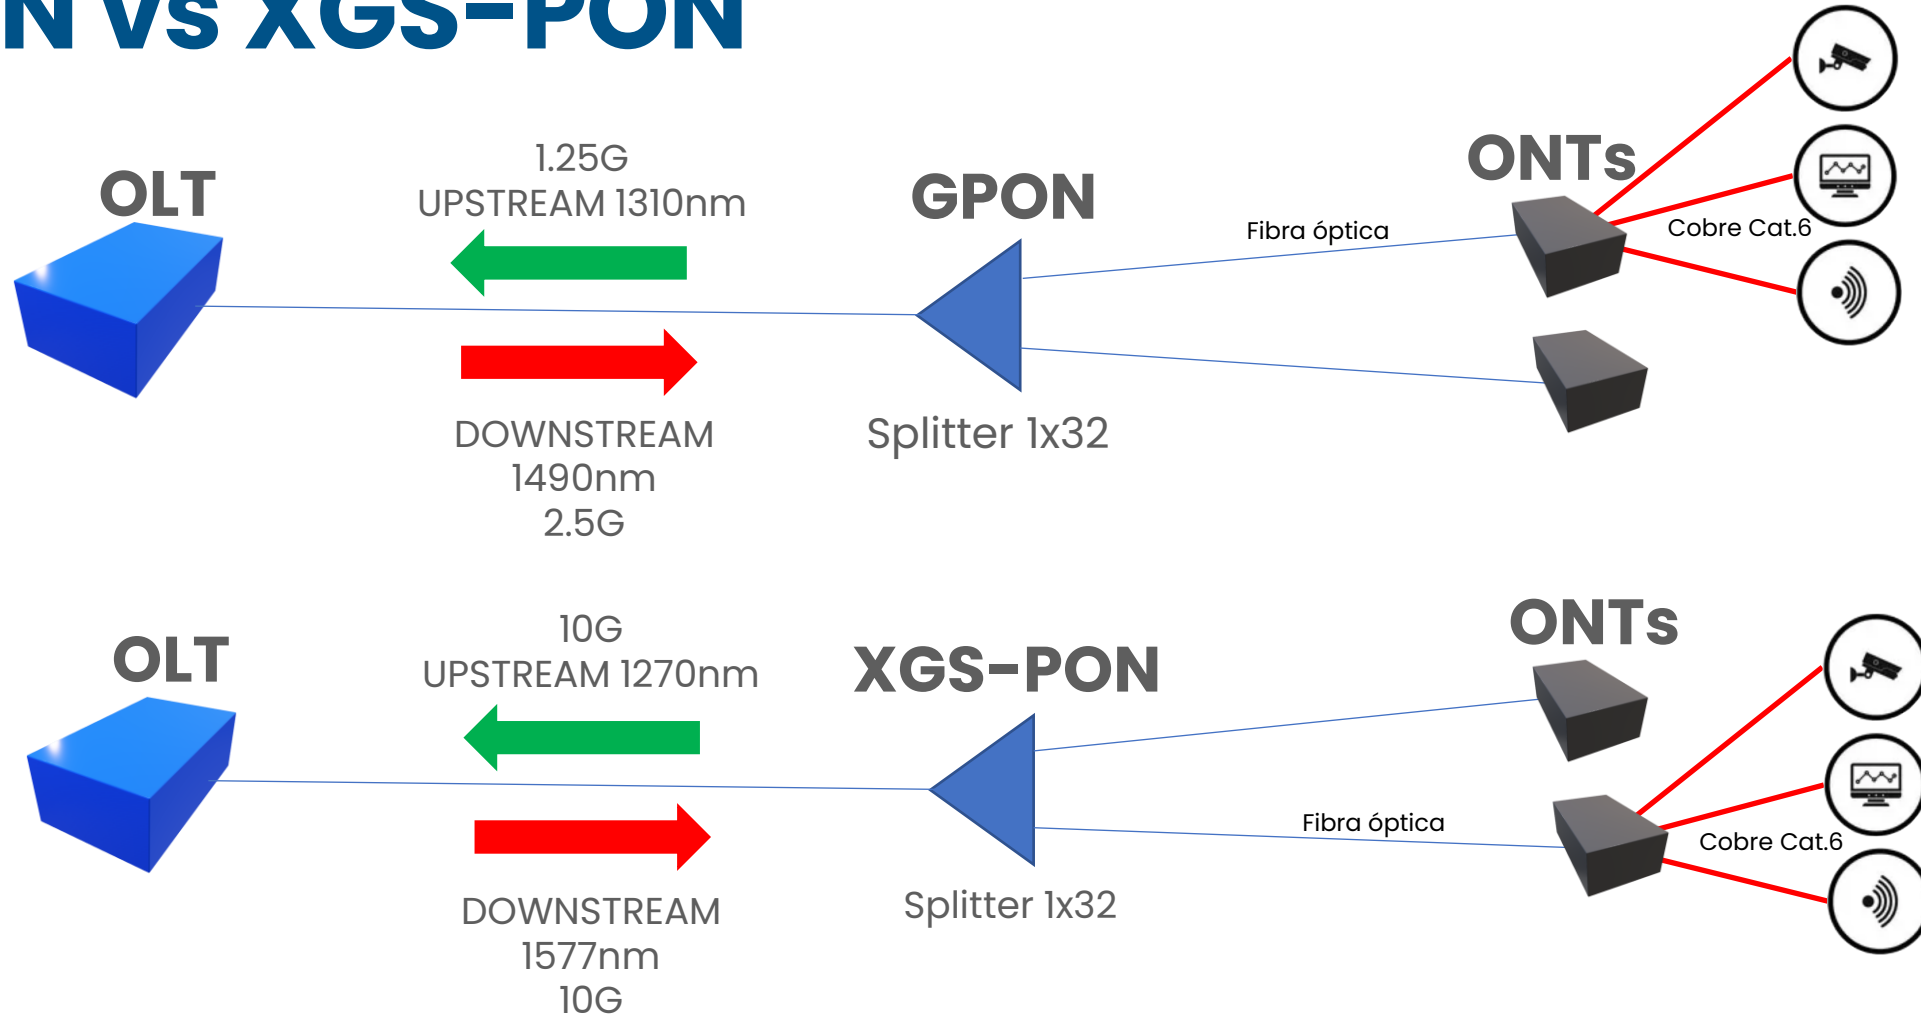 N vs XGS-PON
1.25G
UPSTREAM 1310nm
OLT
GPON
ONTs
Fibra óptica
Cobre Cat.6
DOWNSTREAM
1490nm
2.5G
Splitter 1x32
10G
UPSTREAM 1270nm
OLT
XGS-PON
ONTs
Fibra óptica
Cobre Cat.6
DOWNSTREAM
1577nm
10G
Splitter 1x32